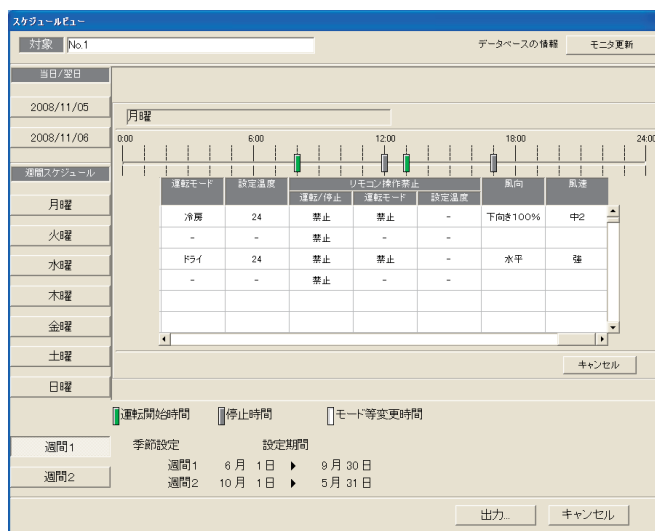 スケジュールビュー
対象 No.1 データベースの情報 モニタ更新
当日/翌日
2008/11/05
2008/11/06
月曜
0:00 6:00 12:00 18:00 24:00
週間スケジュール
月曜
火曜
水曜
木曜
金曜
土曜
日曜
運転モード 設定温度 リモコン操作禁止 風向 風速
運転/停止 運転モード 設定温度
冷房 24 禁止 禁止 - 下向き100% 中2
- - 禁止 - -
ドライ 24 禁止 禁止 - 水平 強
- - 禁止 - -
キャンセル
運転開始時間 停止時間 モード等変更時間
週間1
週間2
季節設定 設定期間
週間1 6月 1日 ▶ 9月 30日
週間2 10月 1日 ▶ 5月 31日
出力... キャンセル